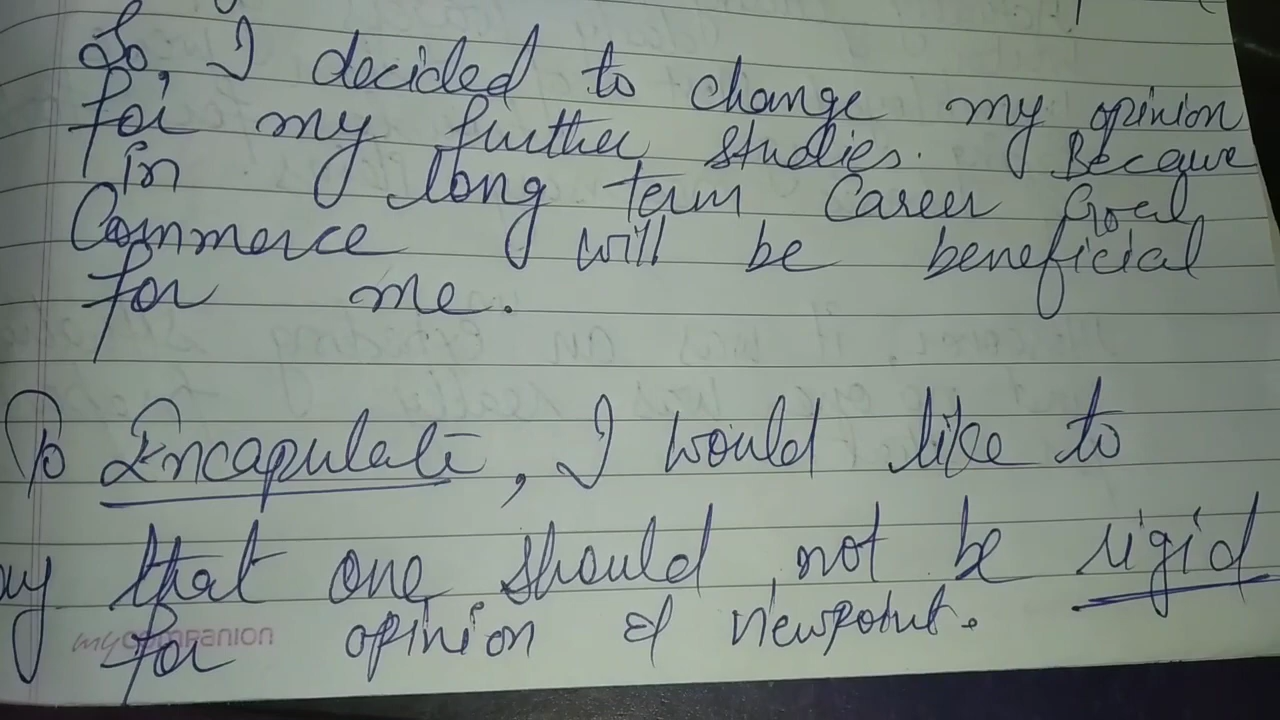 So, I decided to change my opinion
for my further studies. Because
in long term Career Goal,
Commerce will be beneficial
for me.
To Encapulate, I would like to
say that one should not be rigid
for opinion & viewpoint.
myCompanion